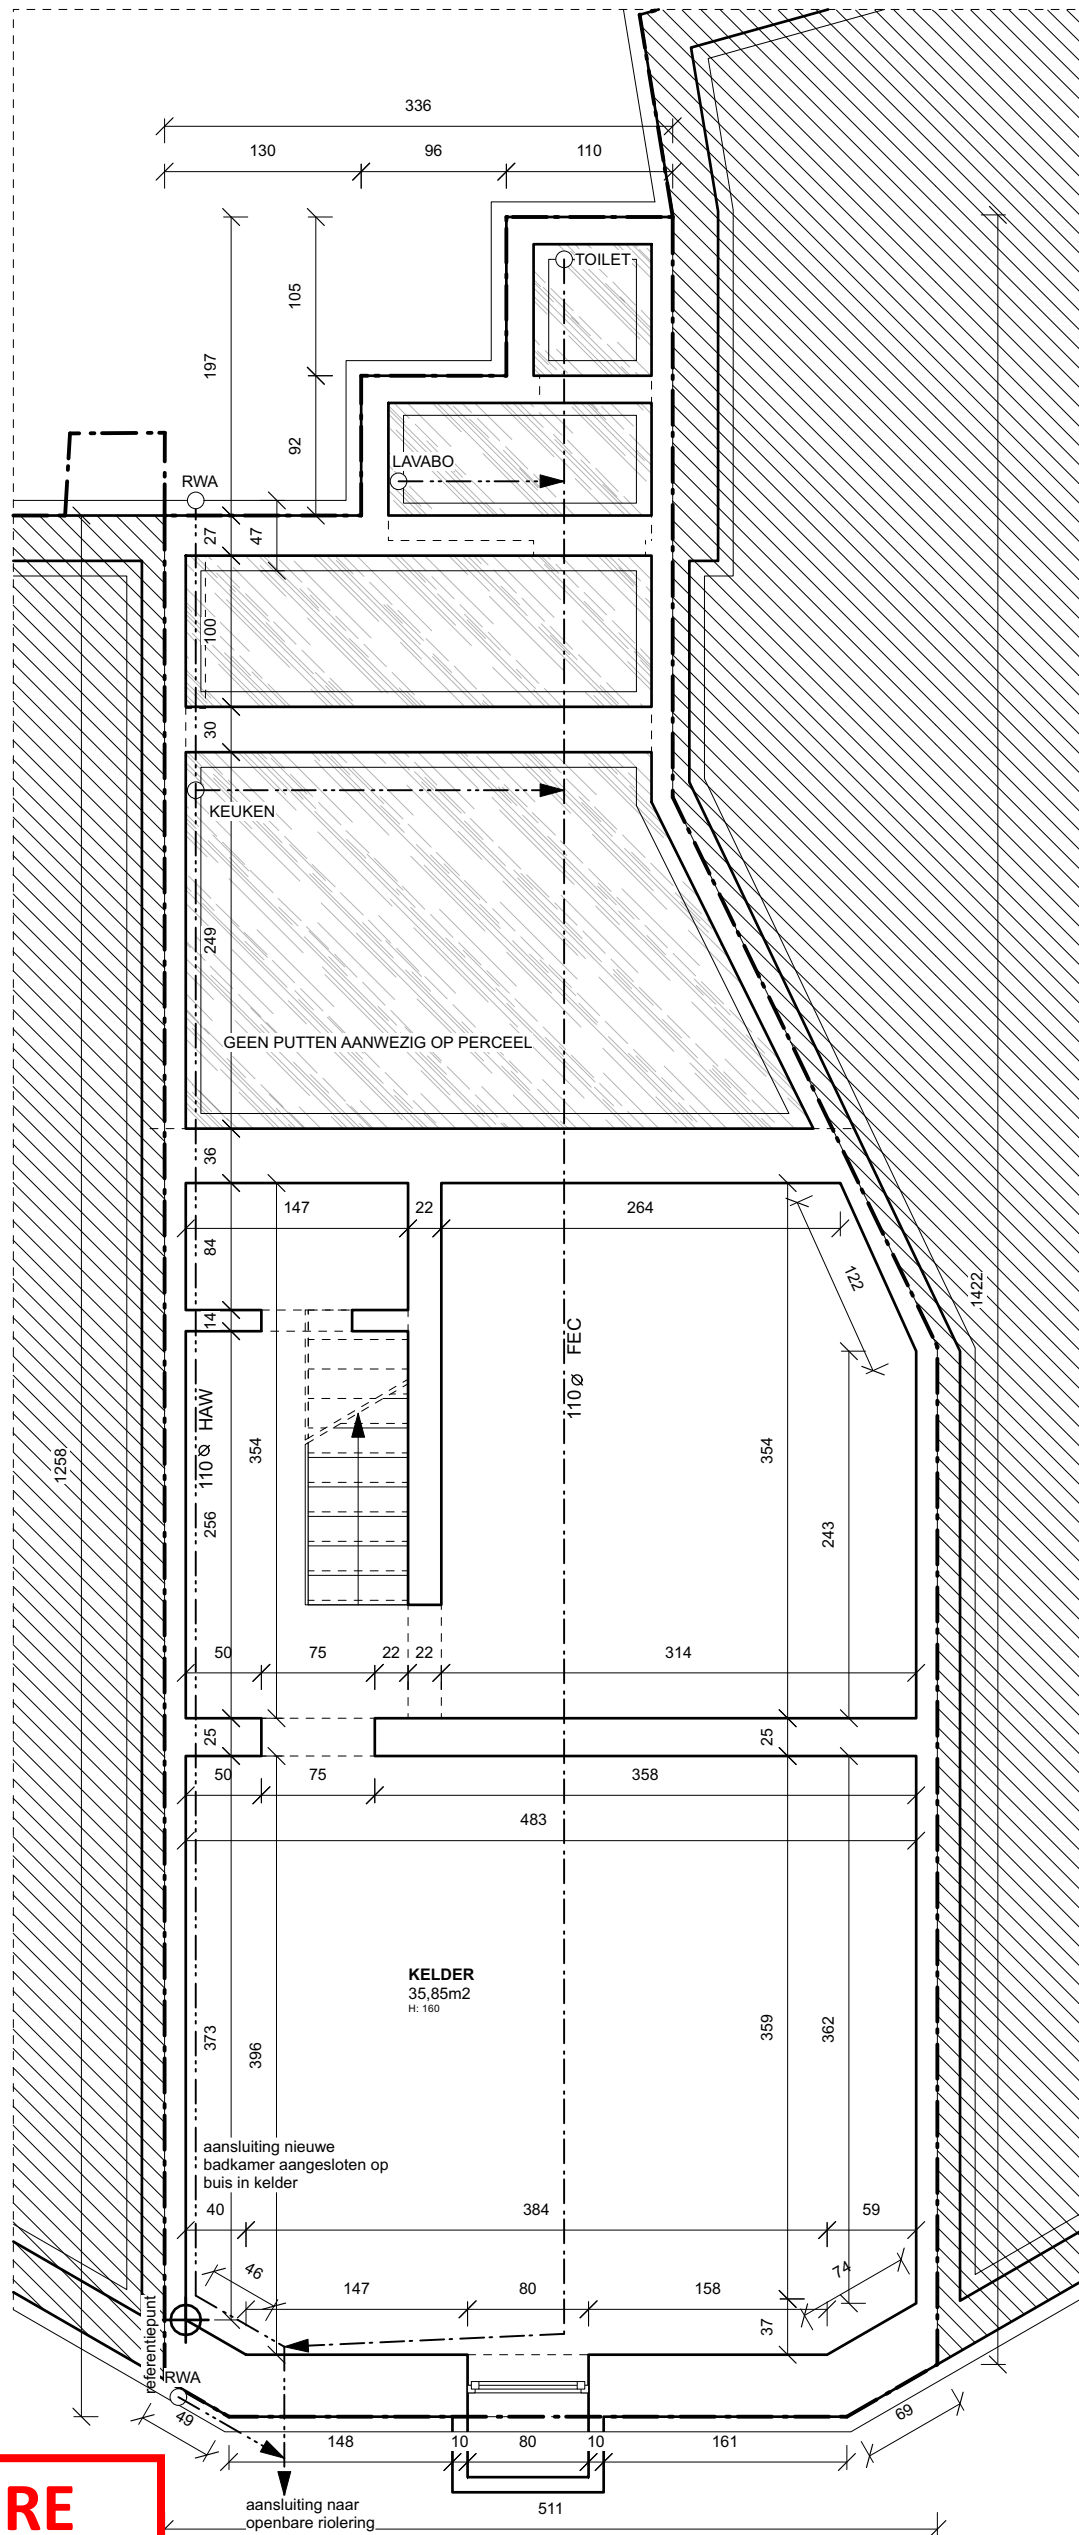 336
130 96 110
105
197
TOILET
92
LAVABO
RWA
27 47
100
30
KEUKEN
249
GEEN PUTTEN AANWEZIG OP PERCEEL
36
147 22 264
84
122
1422
14
110 Ø FEC
110 Ø HAW
354
354
1258
256
243
50 75 22 22 314
25
25
50 75 358
483
KELDER
35,85m2
H: 160
373
396
359
362
aansluiting nieuwe
badkamer aangesloten op
buis in kelder
40 384 59
46
74
147 80 158
37
referentiepunt
RWA
49
69
148 10 80 10 161
RE
511
aansluiting naar
openbare riolering